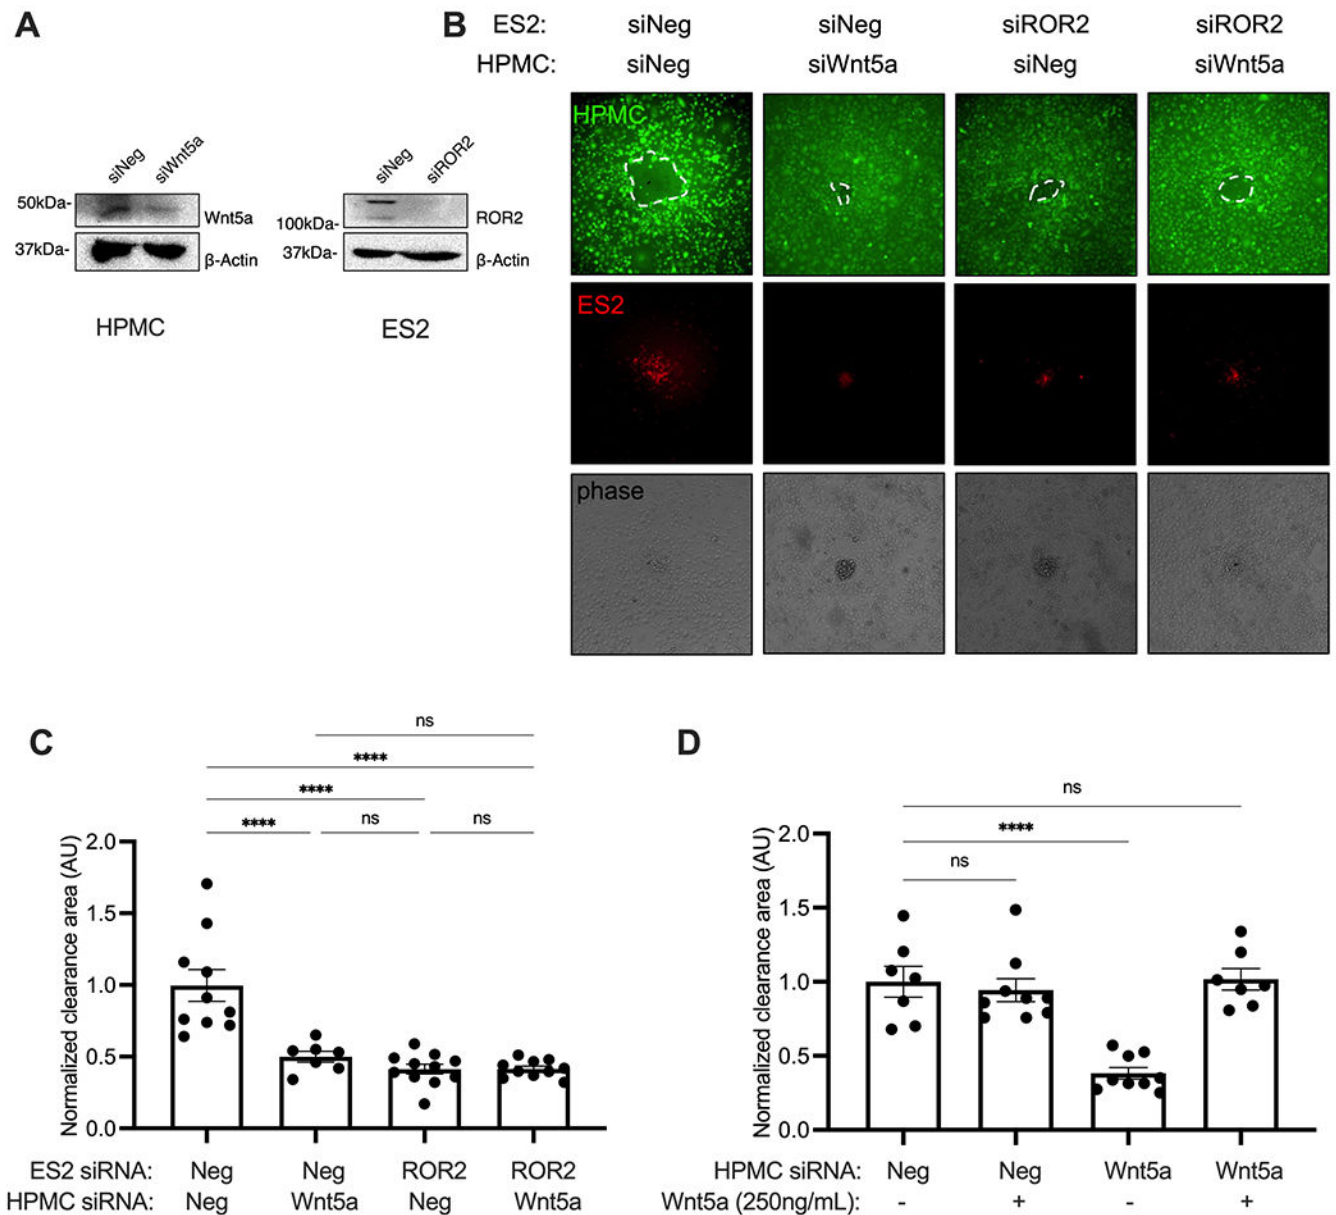 A
siNeg
siWnt5a
50kDa-
Wnt5a
37kDa-
β-Actin
HPMC
siNeg
siROR2
100kDa-
ROR2
37kDa-
β-Actin
ES2
B
ES2: siNeg siNeg siROR2 siROR2
HPMC: siNeg siWnt5a siNeg siWnt5a
HPMC
ES2
phase
C
ns
****
****
**** ns ns
Normalized clearance area (AU)
2.0
1.5
1.0
0.5
0.0
ES2 siRNA: Neg Neg ROR2 ROR2
HPMC siRNA: Neg Wnt5a Neg Wnt5a
D
ns
****
ns
Normalized clearance area (AU)
2.0
1.5
1.0
0.5
0.0
HPMC siRNA: Neg Neg Wnt5a Wnt5a
Wnt5a (250ng/mL): - + - +